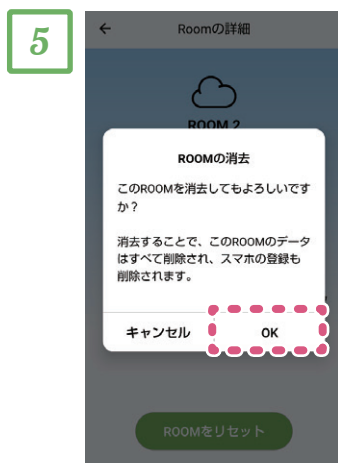 5
← Roomの詳細
ROOM 2
ROOMの消去
このROOMを消去してもよろしいです
か？
消去することで、このROOMのデータ
はすべて削除され、スマホの登録も
削除されます。
キャンセル OK
ROOMをリセット